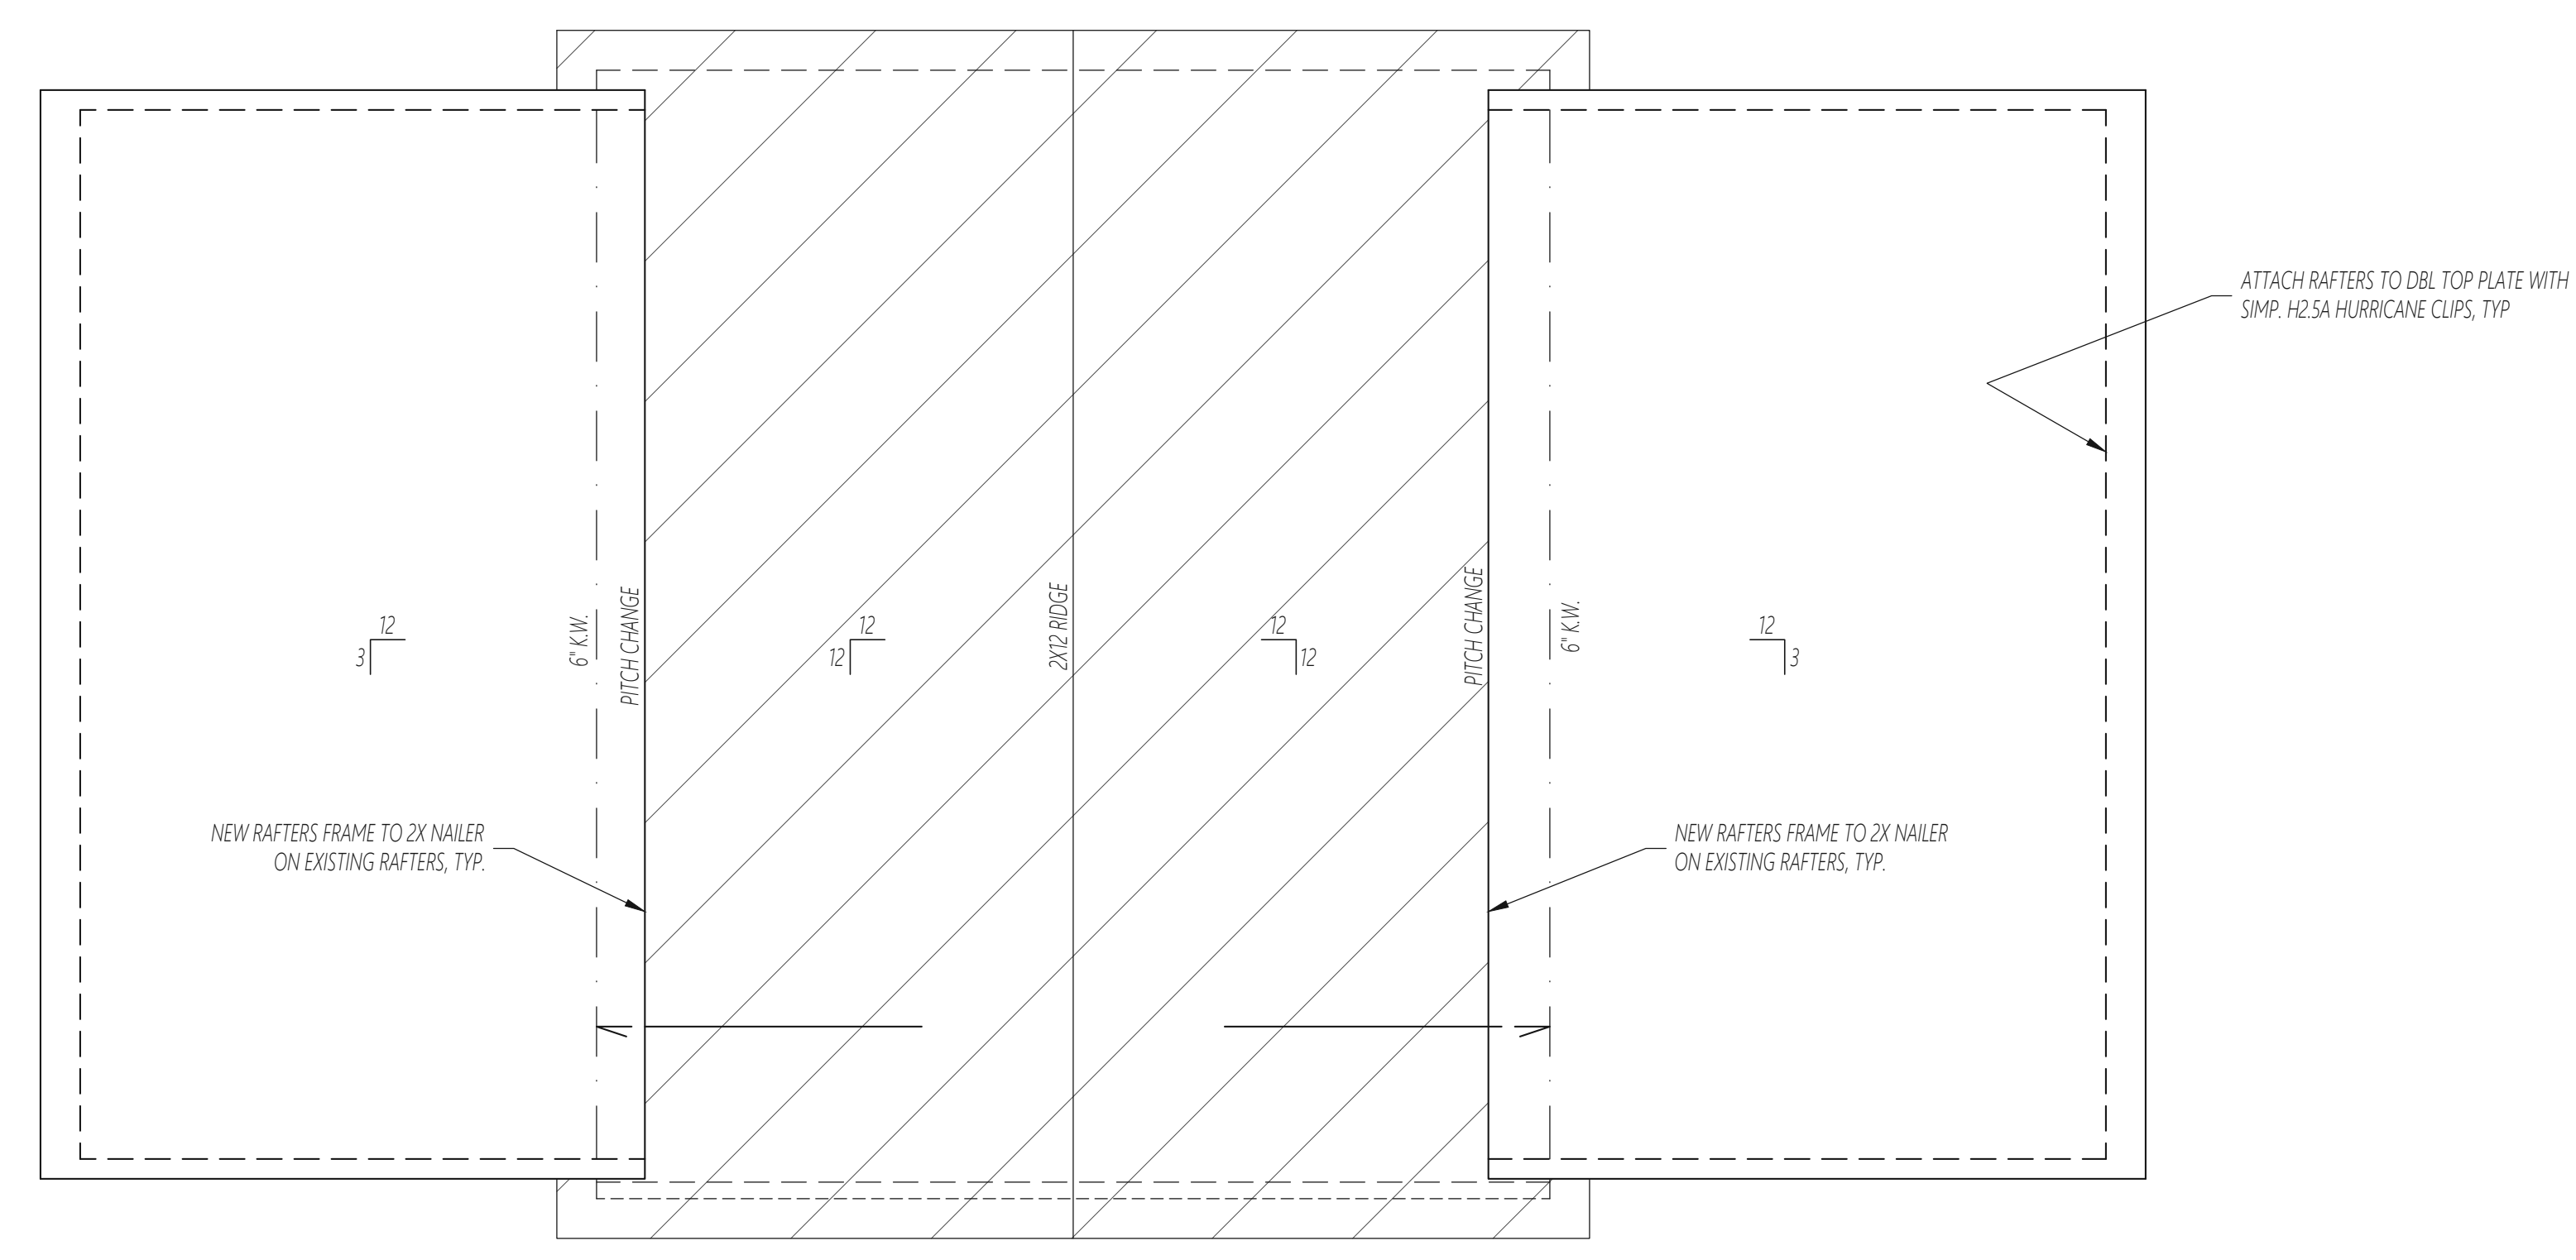 ATTACH RAFTERS TO DBL TOP PLATE WITH
SIMP. H2.5A HURRICANE CLIPS, TYP
12
3
6" K.W.
PITCH CHANGE
12
12
2X12 RIDGE
12
12
PITCH CHANGE
6" K.W.
12
3
NEW RAFTERS FRAME TO 2X NAILER
ON EXISTING RAFTERS, TYP.
NEW RAFTERS FRAME TO 2X NAILER
ON EXISTING RAFTERS, TYP.